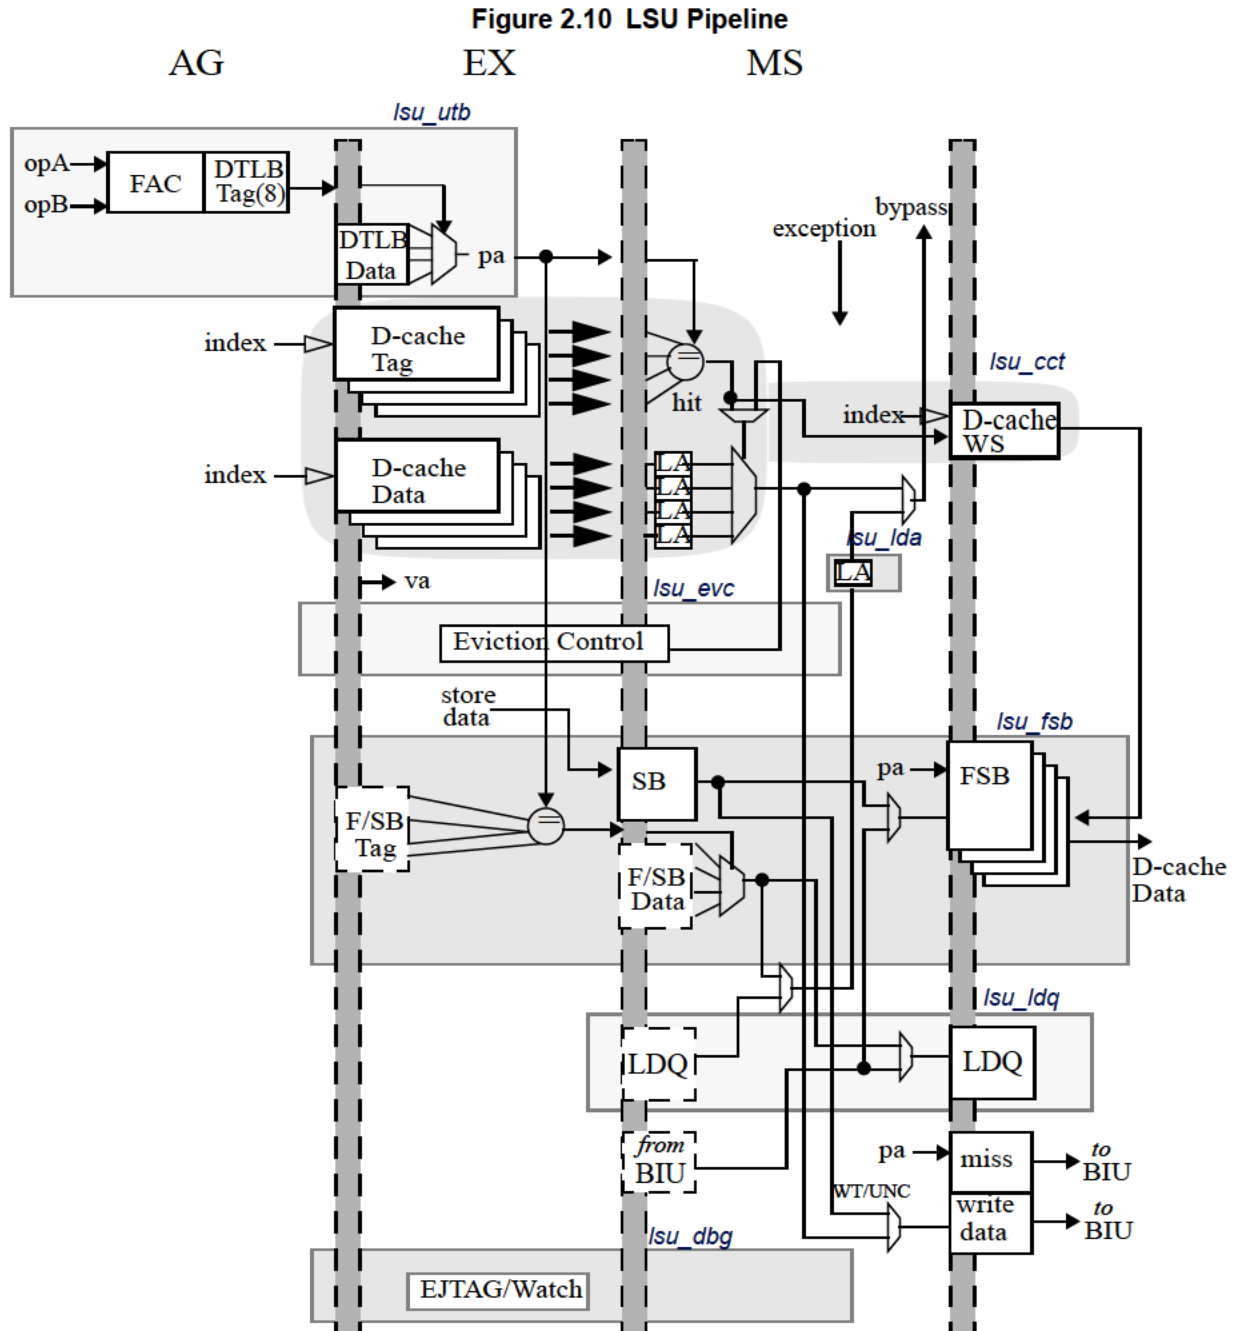 Figure 2.10 LSU Pipeline
AG EX MS
lsu_utb
opA
FAC
DTLB
Tag(8)
opB
bypass
exception
DTLB
Data
pa
index
D-cache
Tag
lsu_cct
hit
index
D-cache
WS
index
D-cache
Data
LA
LA
LA
LA
lsu_lda
LA
va
lsu_evc
Eviction Control
store
data
lsu_fsb
SB
pa
FSB
F/SB
Tag
F/SB
Data
D-cache
Data
lsu_ldq
LDQ
LDQ
from
BIU
pa
miss
to
BIU
WT/UNC
write
data
to
BIU
lsu_dbg
EJTAG/Watch